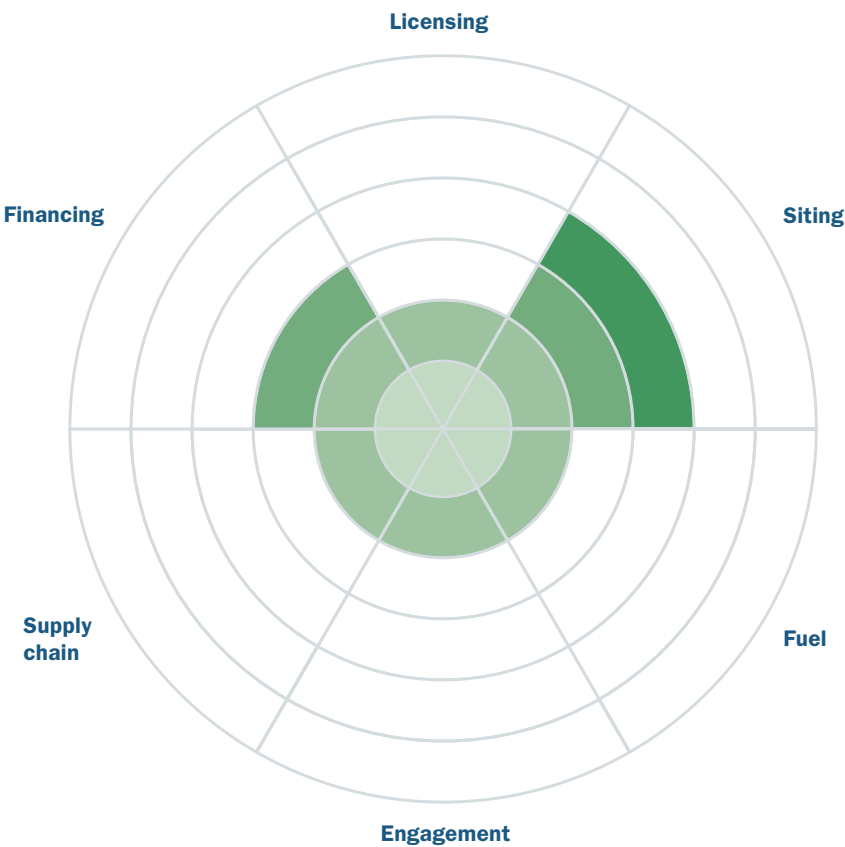 Licensing
Financing
Siting
Supply
chain
Fuel
Engagement